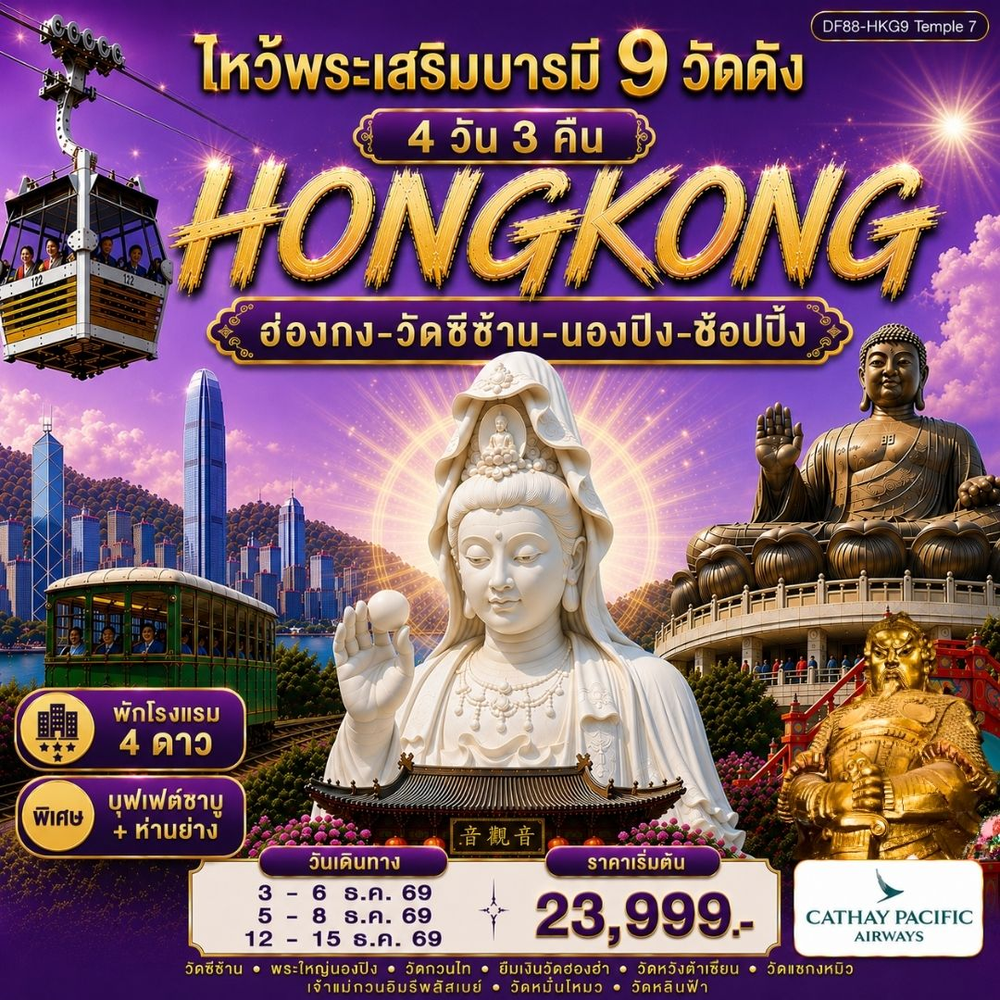 DF88-HKG9 Temple 7
ไหว้พระเสริมบารมี 9 วัดดัง
4 วัน 3 คืน
HONGKONG
ฮ่องกง-วัดซีซ้าน-นองปิง-ช้อปปิ้ง
122
122
พักโรงแรม
4 ดาว
พิเศษ
บุฟเฟต์ชาบู
+ ห่านย่าง
音觀音
วันเดินทาง
3 - 6 ธ.ค. 69
5 - 8 ธ.ค. 69
12 - 15 ธ.ค. 69
ราคาเริ่มต้น
23,999.-
CATHAY PACIFIC
AIRWAYS
วัดซีซ้าน • พระใหญ่นองปิง • วัดกวนไท • ยืมเงินวัดฮองฮำ • วัดหวังต้าเซียน • วัดแชกงหมิว
เจ้าแม่กวนอิมรีพลัสเบย์ • วัดหมั่นโหมว • วัดหลินฟ้า